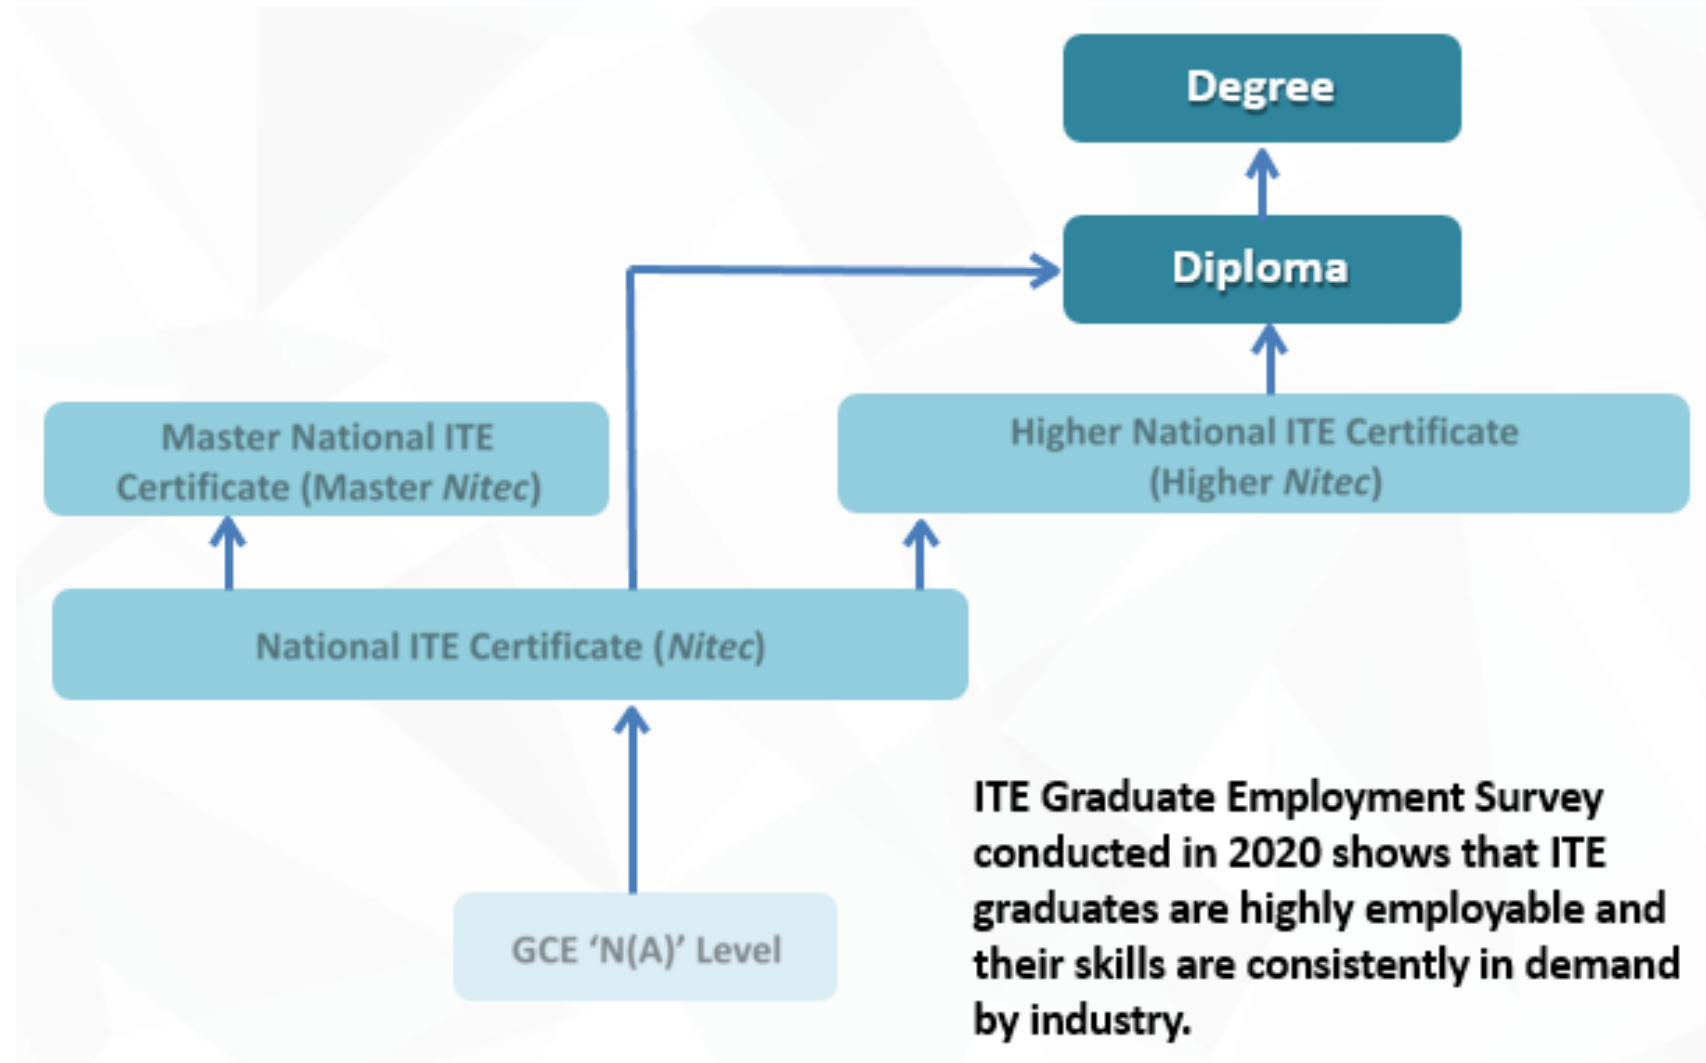 Degree
Diploma
Master National ITE
Certificate (Master Nitec)
Higher National ITE Certificate
(Higher Nitec)
National ITE Certificate (Nitec)
GCE ‘N(A)’ Level
ITE Graduate Employment Survey
conducted in 2020 shows that ITE
graduates are highly employable and
their skills are consistently in demand
by industry.